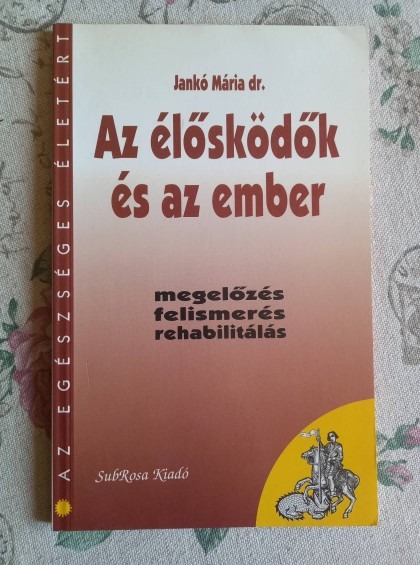 Jankó Mária dr.
Az élősködők
és az ember
megelőzés
felismerés
rehabilitálás
SubRosa Kiadó
AZ EGÉSZSÉGES ÉLETÉRT